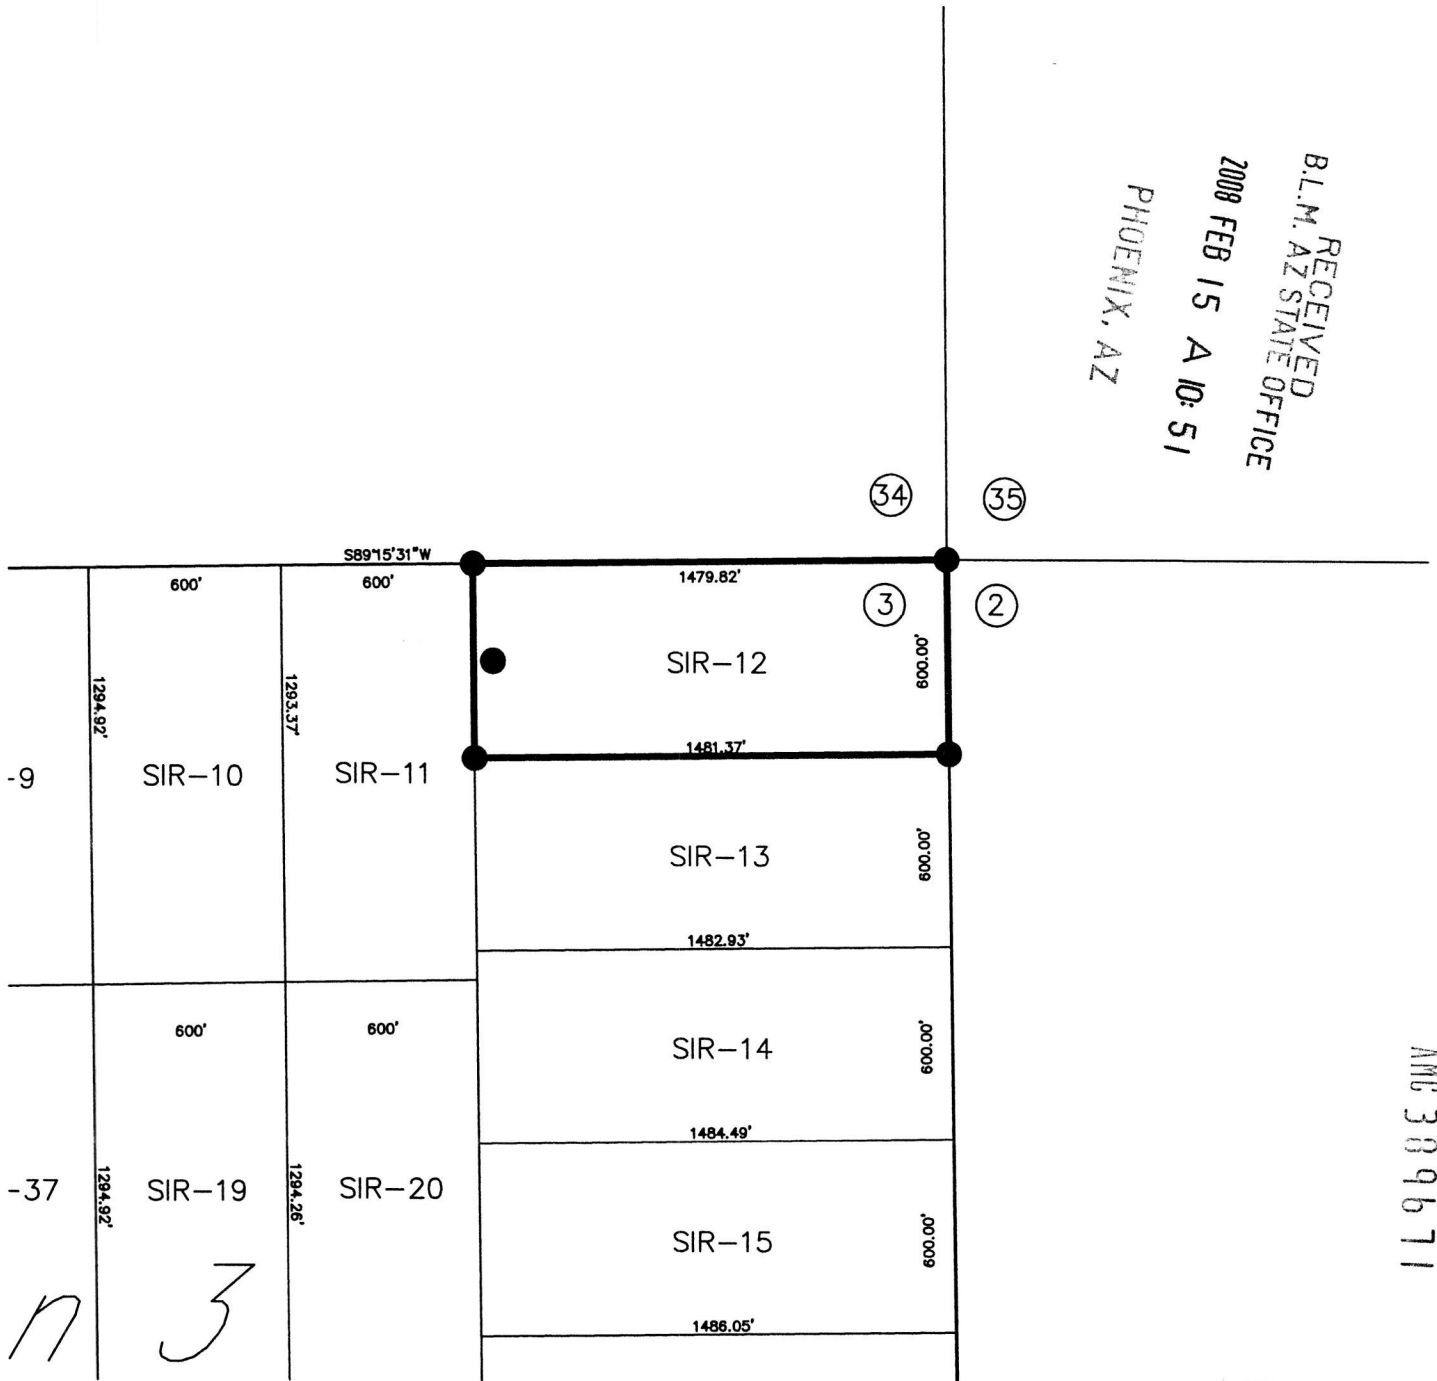 RECEIVED
B.L.M. AZ STATE OFFICE
2008 FEB 15 A 10:51
PHOENIX, AZ
34
35
S89°15'31"W
600'
600'
1479.82'
3
2
1294.92'
1293.37'
SIR-12
600.00'
1481.37'
-9
SIR-10
SIR-11
SIR-13
600.00'
1482.93'
600'
600'
SIR-14
600.00'
1484.49'
-37
1294.92'
SIR-19
1294.26'
SIR-20
SIR-15
600.00'
1486.05'
n 3
AMC 389671